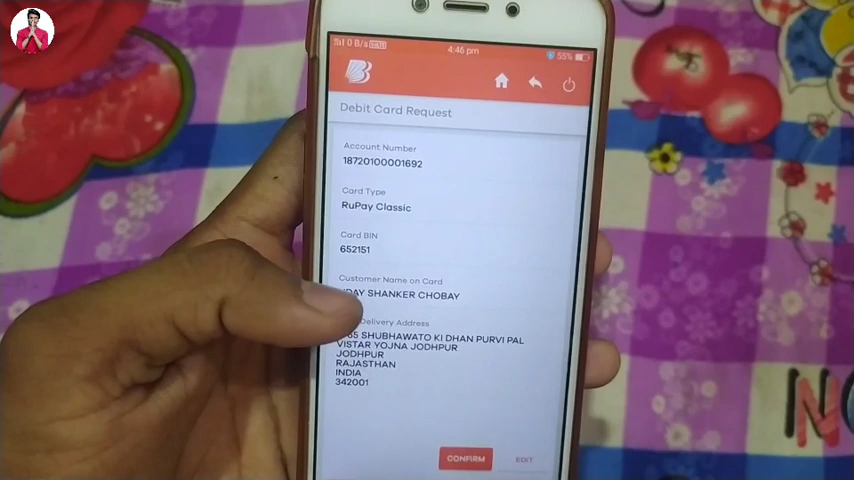 0 B/s
4:46 pm
55%
Debit Card Request
Account Number
18720100001692
Card Type
RuPay Classic
Card BIN
652151
Customer Name on Card
DAY SHANKER CHOBAY
Delivery Address
65 SHUBHAWATO KI DHAN PURVI PAL
VISTAR YOJNA JODHPUR
JODHPUR
RAJASTHAN
INDIA
342001
CONFIRM
EDIT